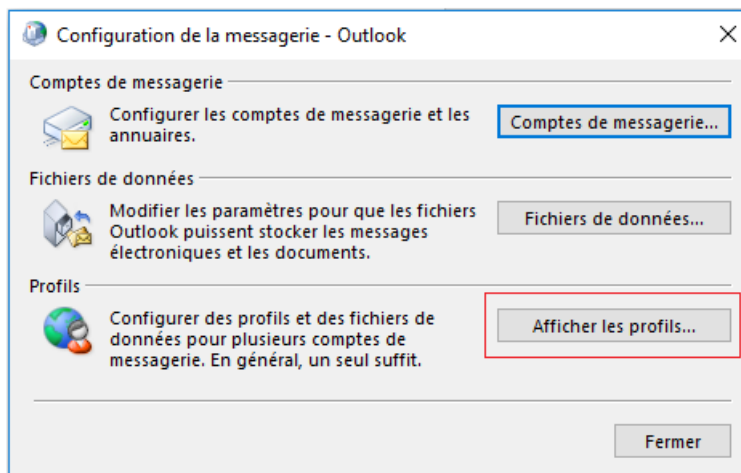 Configuration de la messagerie - Outlook
Comptes de messagerie
Configurer les comptes de messagerie et les
annuaires.
Comptes de messagerie...
Fichiers de données
Modifier les paramètres pour que les fichiers
Outlook puissent stocker les messages
électroniques et les documents.
Fichiers de données...
Profils
Configurer des profils et des fichiers de
données pour plusieurs comptes de
messagerie. En général, un seul suffit.
Afficher les profils...
Fermer